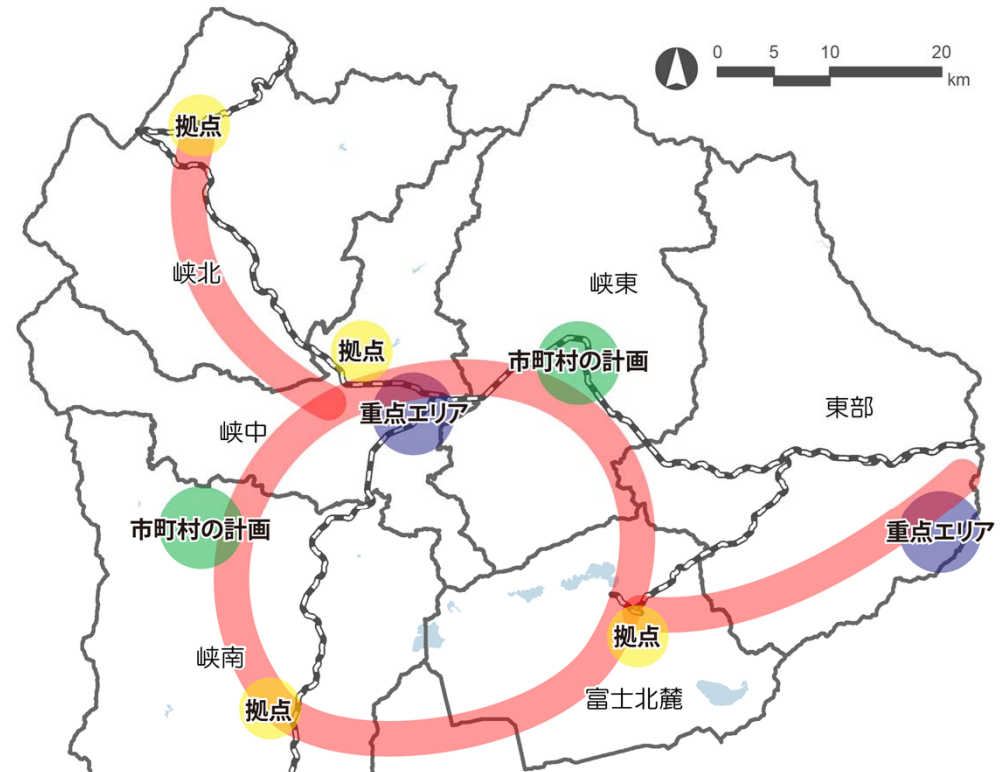 0 5 10 20
km
拠点
峡北
峡東
拠点
市町村の計画
重点エリア
東部
峡中
市町村の計画
重点エリア
拠点
峡南
富士北麓
拠点